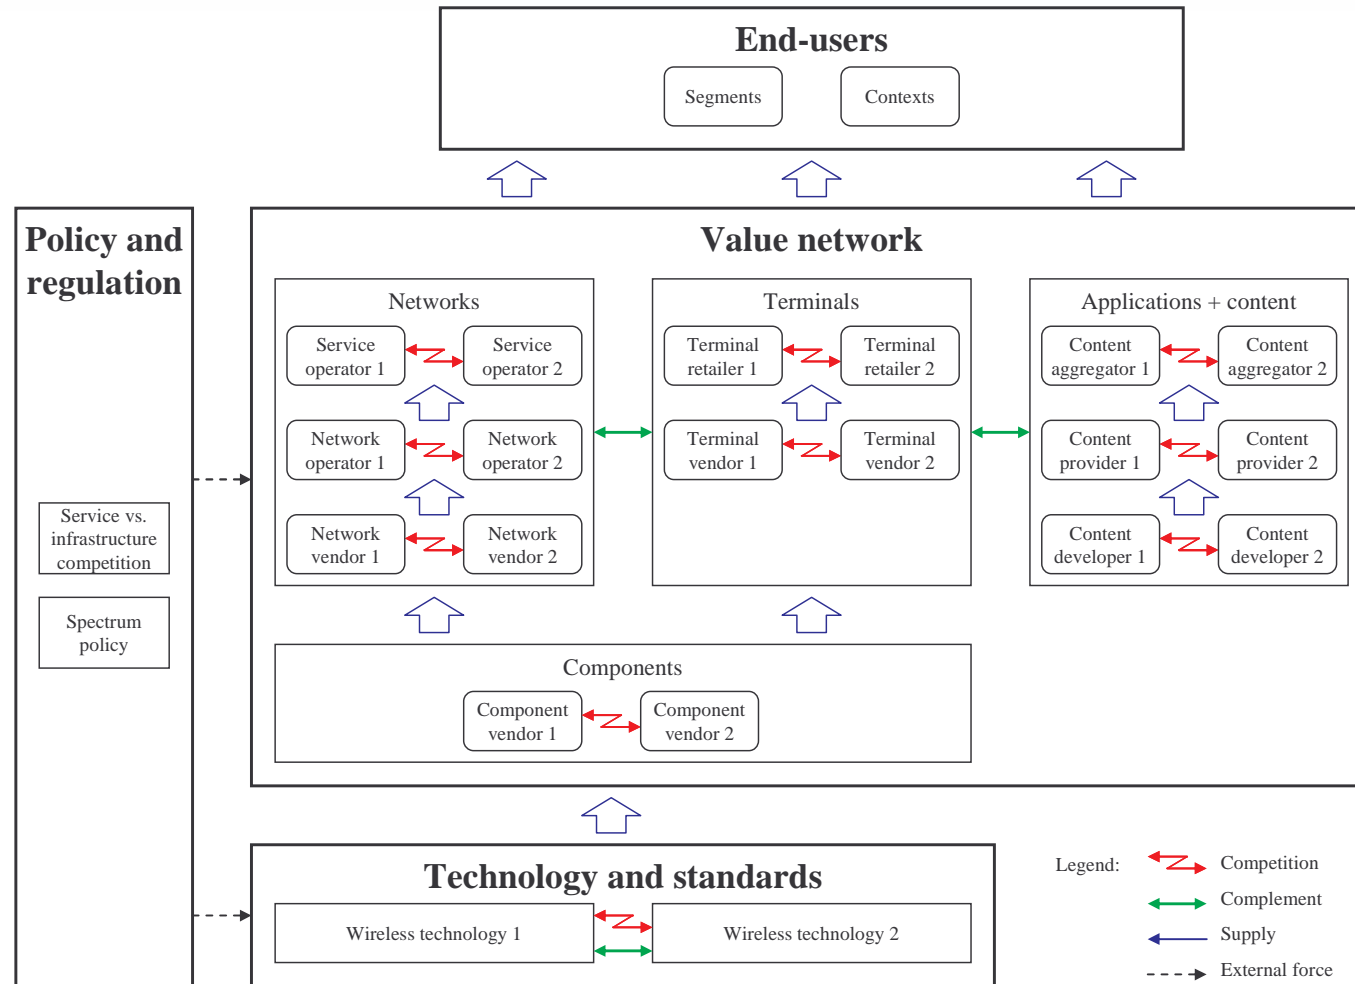 End-users
Segments
Contexts
Policy and
regulation
Service vs.
infrastructure
competition
Spectrum
policy
Value network
Networks
Service
operator 1
Service
operator 2
Network
operator 1
Network
operator 2
Network
vendor 1
Network
vendor 2
Terminals
Terminal
retailer 1
Terminal
retailer 2
Terminal
vendor 1
Terminal
vendor 2
Applications + content
Content
aggregator 1
Content
aggregator 2
Content
provider 1
Content
provider 2
Content
developer 1
Content
developer 2
Components
Component
vendor 1
Component
vendor 2
Technology and standards
Wireless technology 1
Wireless technology 2
Legend:
Competition
Complement
Supply
External force